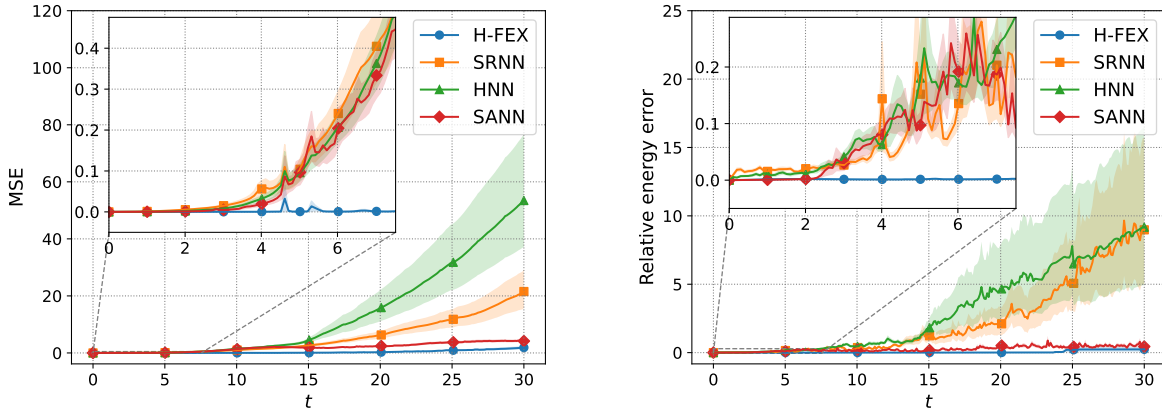 MSE
120
100
80
60
40
20
0
0.4
0.3
0.2
0.1
0.0
0 2 4 6
H-FEX
SRNN
HNN
SANN
0 5 10 15 20 25 30
t
Relative energy error
25
20
15
10
5
0
0.2
0.1
0.0
0 2 4 6
H-FEX
SRNN
HNN
SANN
0 5 10 15 20 25 30
t